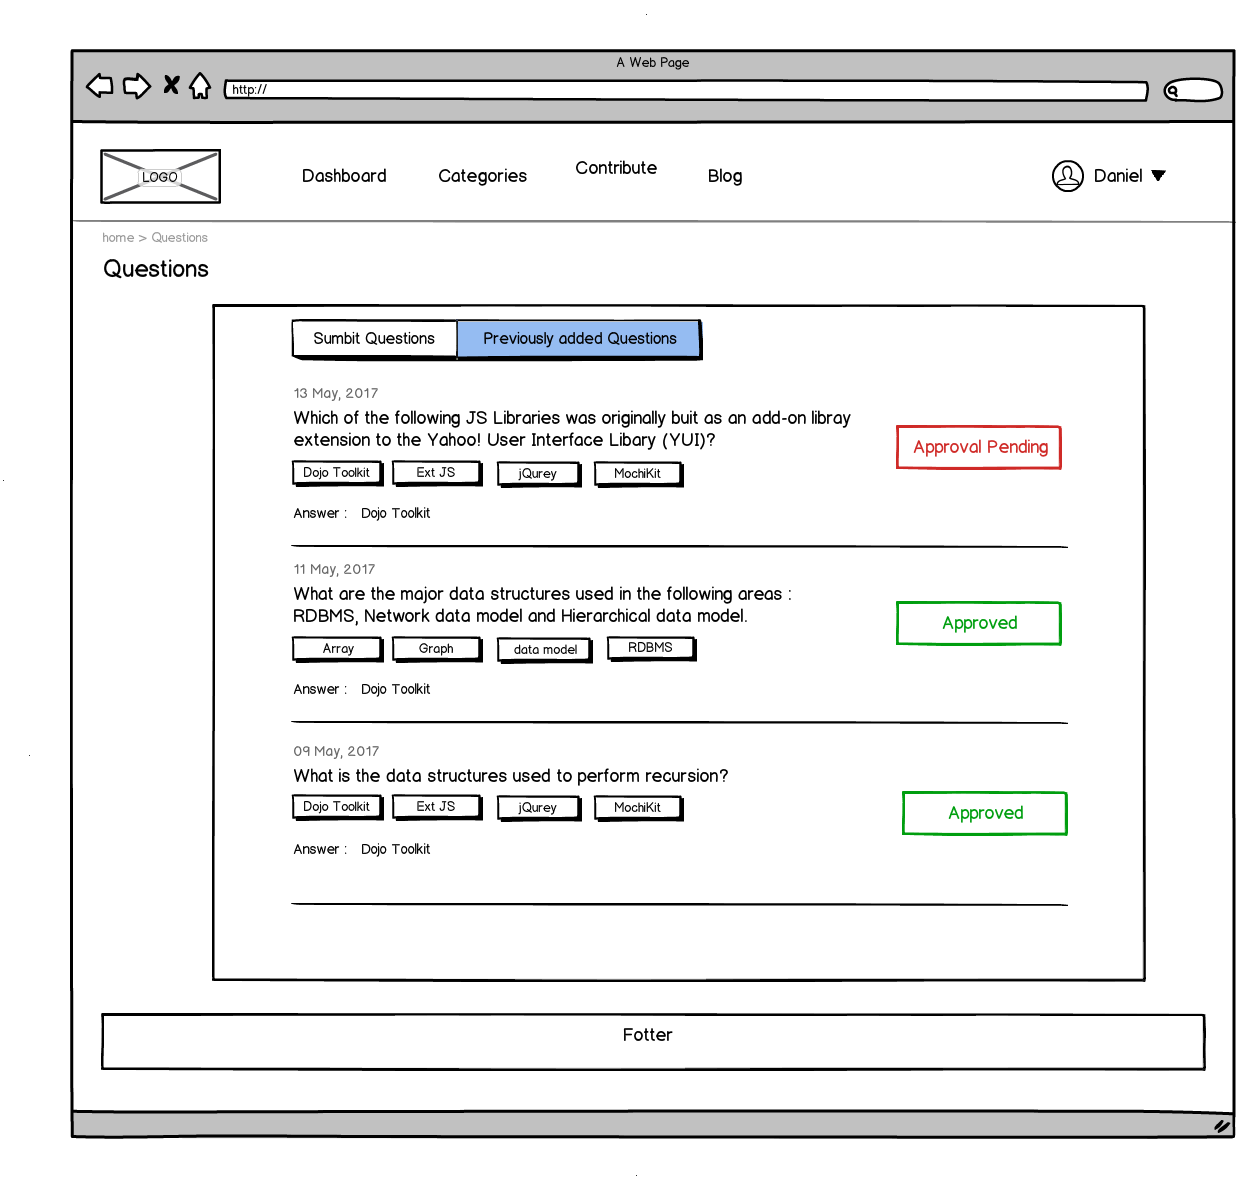 A Web Page
http://
LOGO
Dashboard
Categories
Contribute
Blog
Daniel
home > Questions
Questions
Sumbit Questions
Previously added Questions
13 May, 2017
Which of the following JS Libraries was originally buit as an add-on libray
extension to the Yahoo! User Interface Libary (YUI)?
Approval Pending
Dojo Toolkit
Ext JS
jQurey
MochiKit
Answer : Dojo Toolkit
11 May, 2017
What are the major data structures used in the following areas :
RDBMS, Network data model and Hierarchical data model.
Approved
Array
Graph
data model
RDBMS
Answer : Dojo Toolkit
09 May, 2017
What is the data structures used to perform recursion?
Dojo Toolkit
Ext JS
jQurey
MochiKit
Approved
Answer : Dojo Toolkit
Fotter